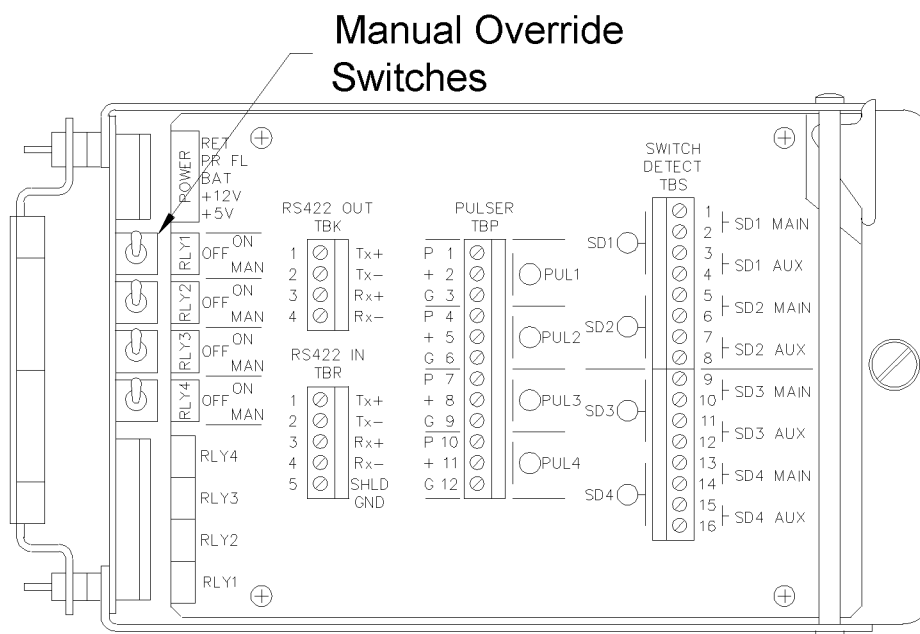 Manual Override
Switches
POWER
RET
PR FL
BAT
+12V
+5V
RLY1
ON
OFF
MAN
RLY2
ON
OFF
MAN
RLY3
ON
OFF
MAN
RLY4
ON
OFF
MAN
RLY4
RLY3
RLY2
RLY1
RS422 OUT
TBK
1 Tx+
2 Tx-
3 Rx+
4 Rx-
RS422 IN
TBR
1 Tx+
2 Tx-
3 Rx+
4 Rx-
5 SHLD
GND
PULSER
TBP
P 1
+ 2
G 3
PUL1
P 4
+ 5
G 6
PUL2
P 7
+ 8
G 9
PUL3
P 10
+ 11
G 12
PUL4
SWITCH
DETECT
TBS
SD1
1
2
SD1 MAIN
3
4
SD1 AUX
SD2
5
6
SD2 MAIN
7
8
SD2 AUX
SD3
9
10
SD3 MAIN
11
12
SD3 AUX
SD4
13
14
SD4 MAIN
15
16
SD4 AUX